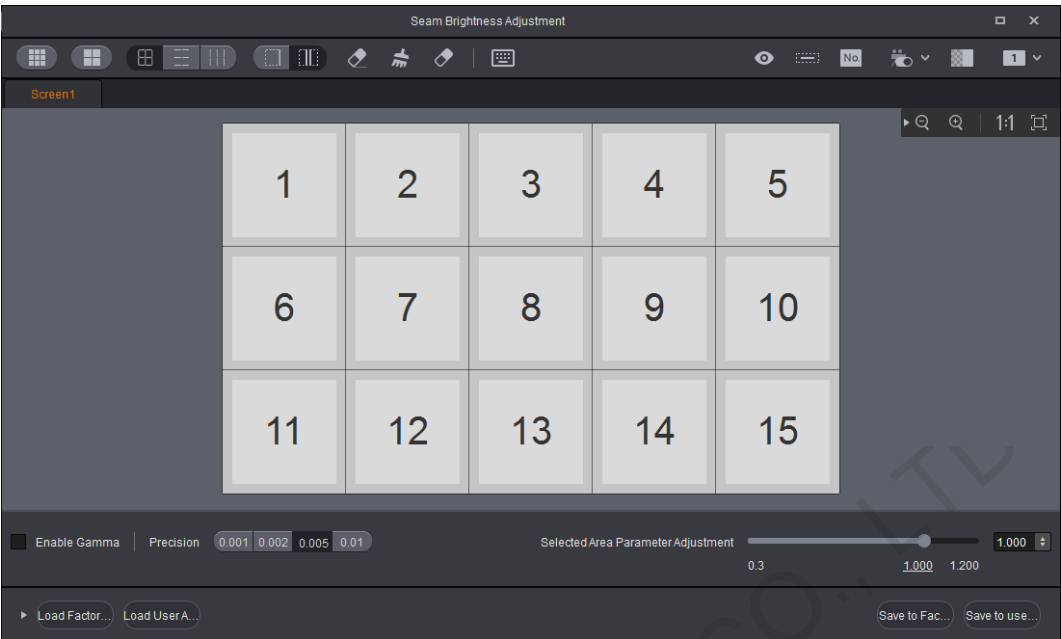 Seam Brightness Adjustment
No. 1
Screen1
1:1
1 2 3 4 5
6 7 8 9 10
11 12 13 14 15
Enable Gamma Precision 0.001 0.002 0.005 0.01 Selected Area Parameter Adjustment 1.000
0.3 1.000 1.200
Load Factor... Load User A... Save to Fac... Save to use...
CO., LTD